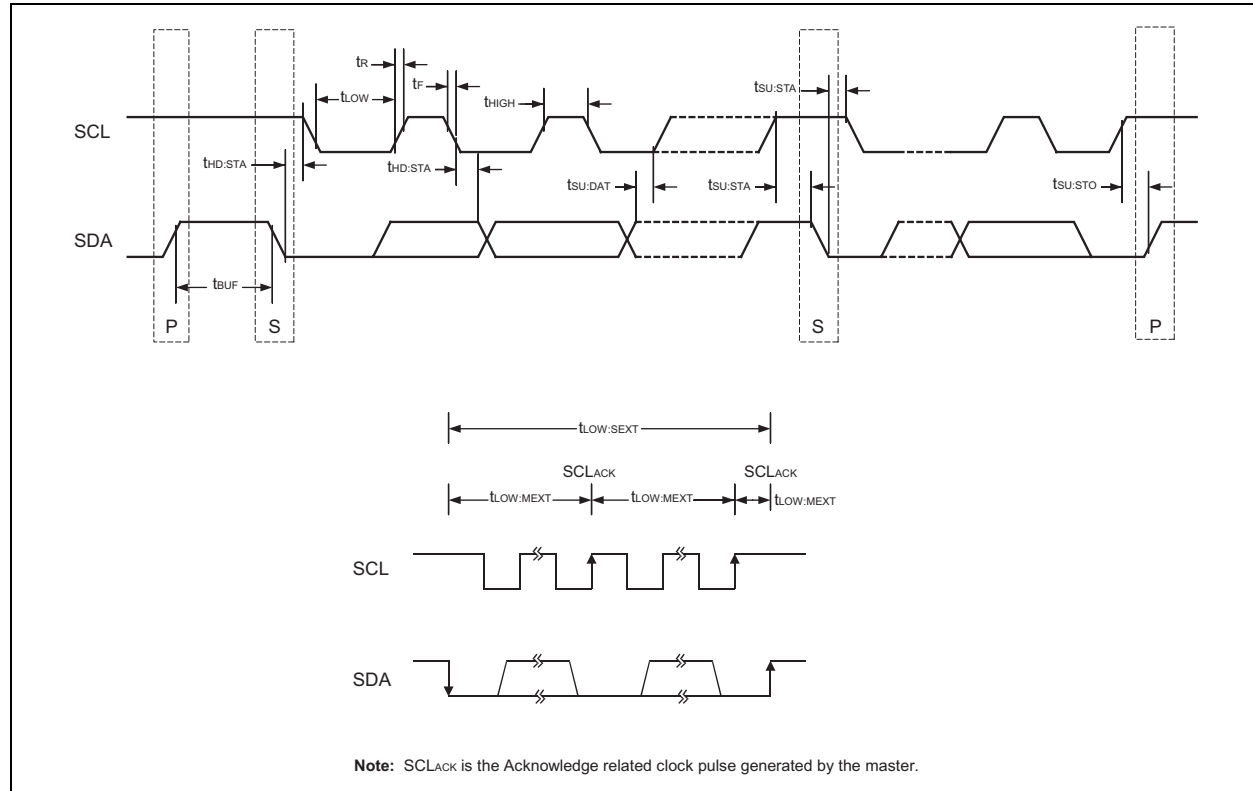 tR
tF
tLOW
tHIGH
tSU:STA
SCL
tHD:STA
tHD:STA
tSU:DAT
tSU:STA
tSU:STO
SDA
tBUF
P
S
S
P
tLOW:SEXT
SCLACK
SCLACK
tLOW:MEXT
tLOW:MEXT
tLOW:MEXT
SCL
SDA
Note: SCLACK is the Acknowledge related clock pulse generated by the master.